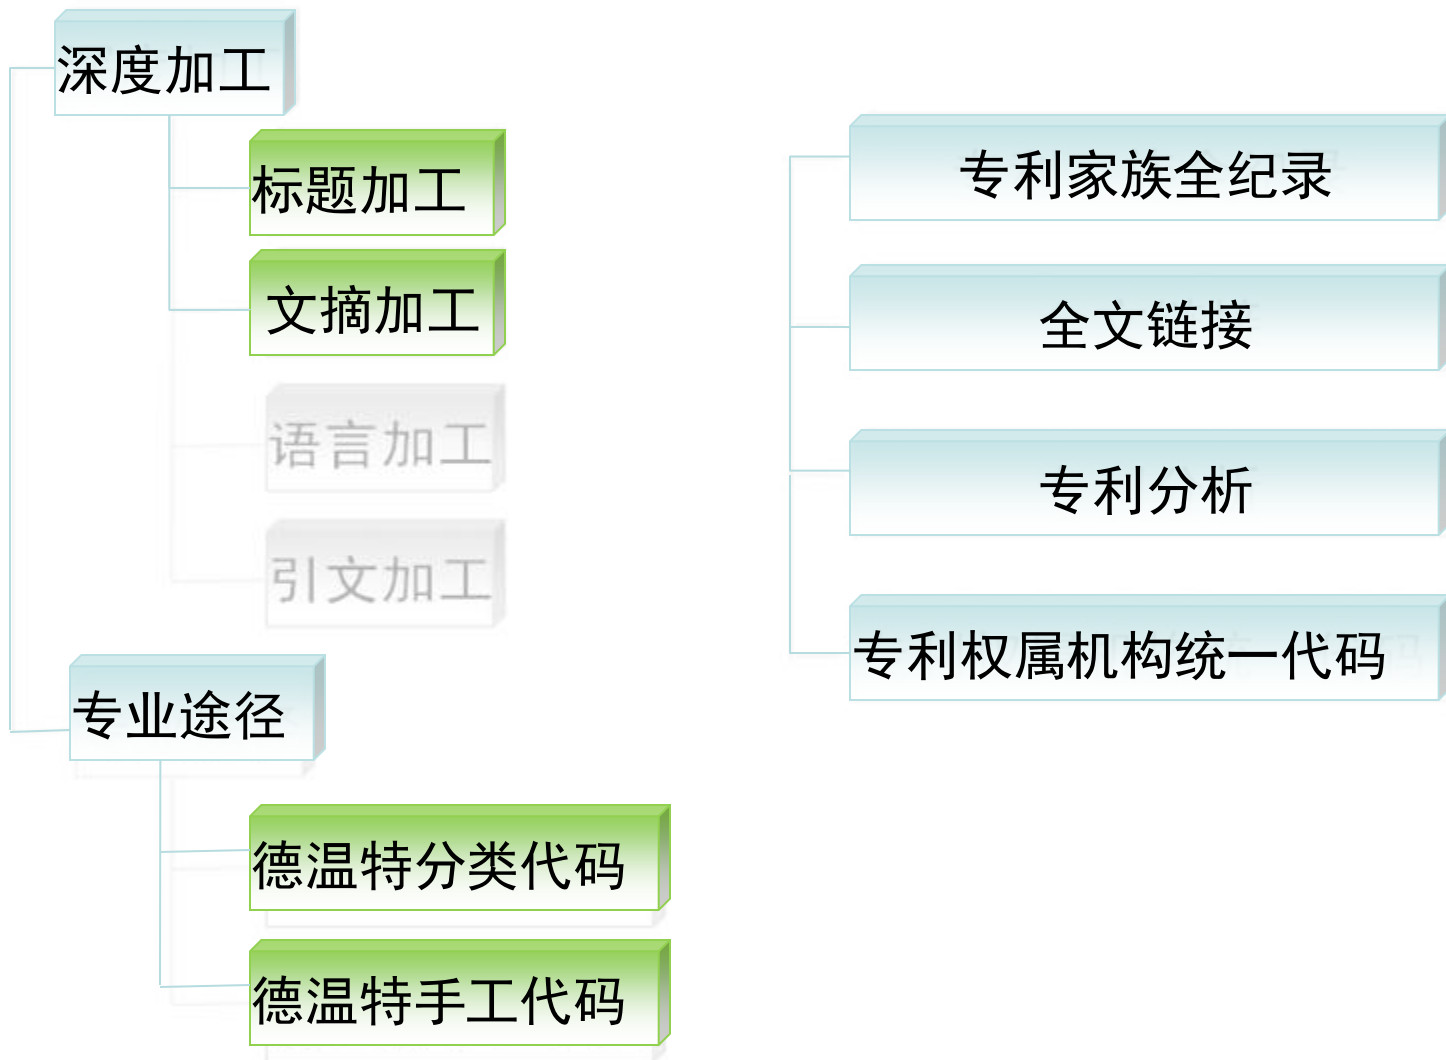 深度加工
标题加工
文摘加工
语言加工
引文加工
专业途径
德温特分类代码
德温特手工代码
专利家族全纪录
全文链接
专利分析
专利权属机构统一代码